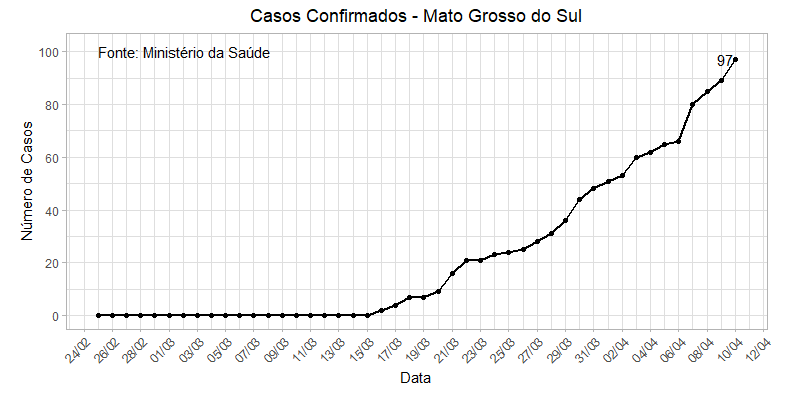 Casos Confirmados - Mato Grosso do Sul
Fonte: Ministério da Saúde
97
Número de Casos
100
80
60
40
20
0
24/02 26/02 28/02 01/03 03/03 05/03 07/03 09/03 11/03 13/03 15/03 17/03 19/03 21/03 23/03 25/03 27/03 29/03 31/03 02/04 04/04 06/04 08/04 10/04 12/04
Data